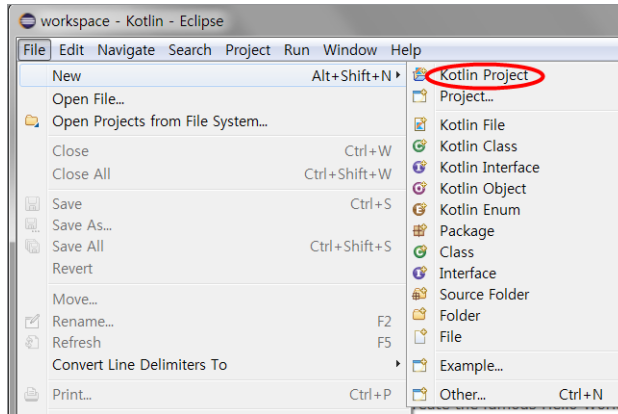 workspace - Kotlin - Eclipse
File Edit Navigate Search Project Run Window Help
New Alt+Shift+N
Open File...
Open Projects from File System...
Close Ctrl+W
Close All Ctrl+Shift+W
Save Ctrl+S
Save As...
Save All Ctrl+Shift+S
Revert
Move...
Rename... F2
Refresh F5
Convert Line Delimiters To
Print... Ctrl+P
Kotlin Project
Project...
Kotlin File
Kotlin Class
Kotlin Interface
Kotlin Object
Kotlin Enum
Package
Class
Interface
Source Folder
Folder
File
Example...
Other... Ctrl+N